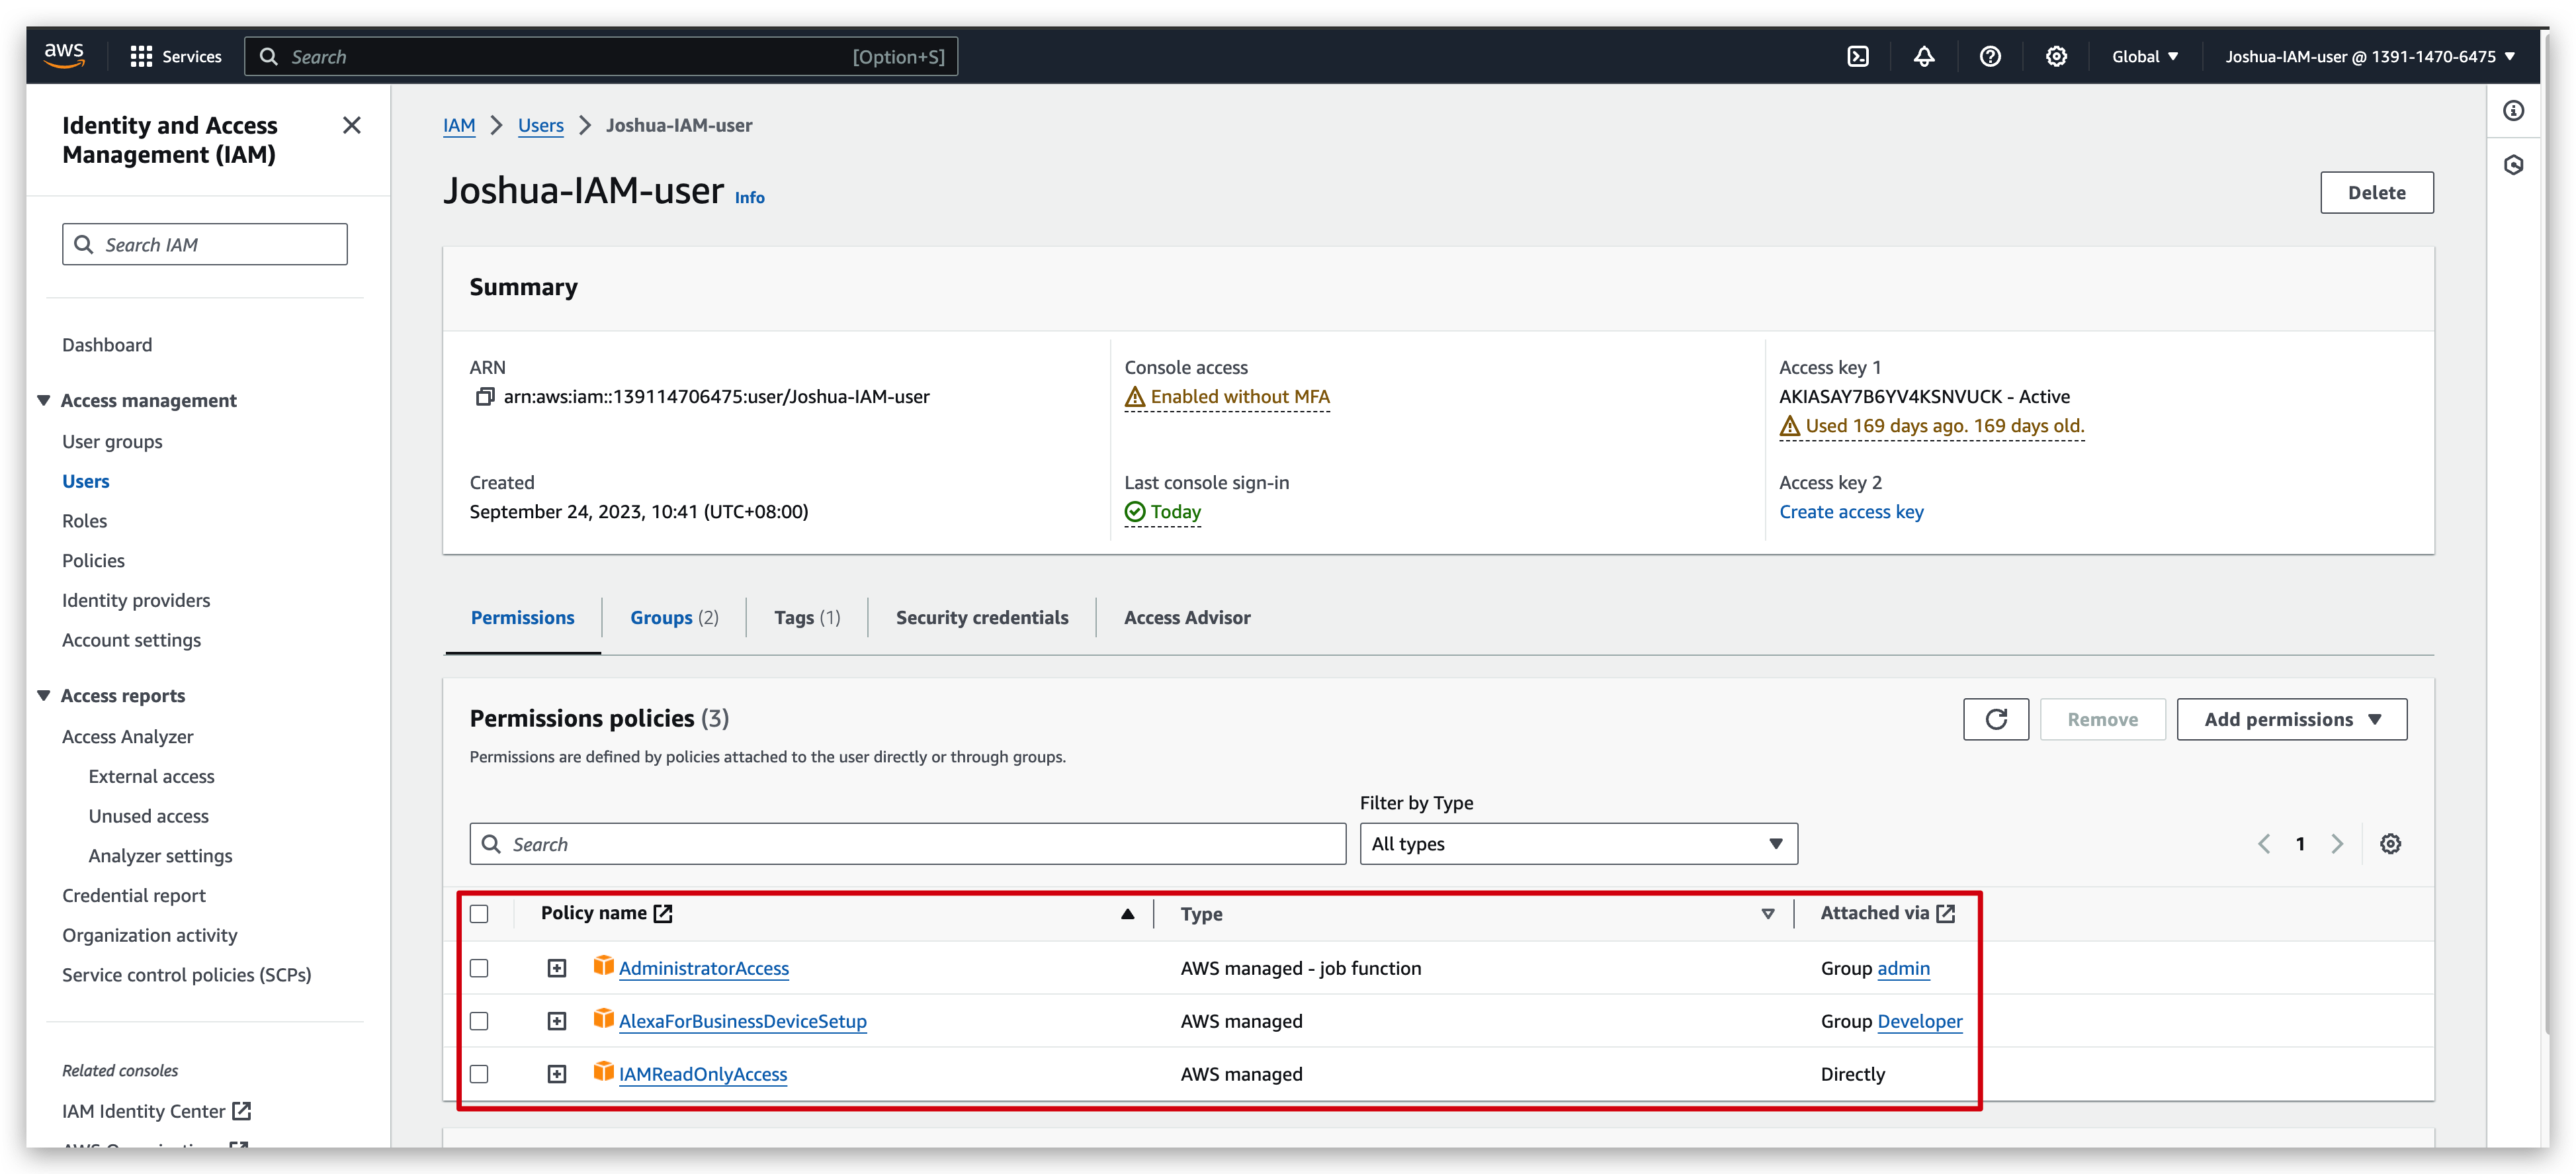 aws
Services
Search
[Option+S]
Global
Joshua-IAM-user @ 1391-1470-6475
Identity and Access
Management (IAM)
Search IAM
Dashboard
Access management
User groups
Users
Roles
Policies
Identity providers
Account settings
Access reports
Access Analyzer
External access
Unused access
Analyzer settings
Credential report
Organization activity
Service control policies (SCPs)
Related consoles
IAM Identity Center
IAM > Users > Joshua-IAM-user
Joshua-IAM-user Info
Delete
Summary
ARN
arn:aws:iam::139114706475:user/Joshua-IAM-user
Created
September 24, 2023, 10:41 (UTC+08:00)
Console access
Enabled without MFA
Last console sign-in
Today
Access key 1
AKIASAY7B6YV4KSNVUCK - Active
Used 169 days ago. 169 days old.
Access key 2
Create access key
Permissions
Groups (2)
Tags (1)
Security credentials
Access Advisor
Permissions policies (3)
Permissions are defined by policies attached to the user directly or through groups.
Remove
Add permissions
Filter by Type
Search
All types
1
Policy name Type Attached via
AdministratorAccess AWS managed - job function Group admin
AlexaForBusinessDeviceSetup AWS managed Group Developer
IAMReadOnlyAccess AWS managed Directly